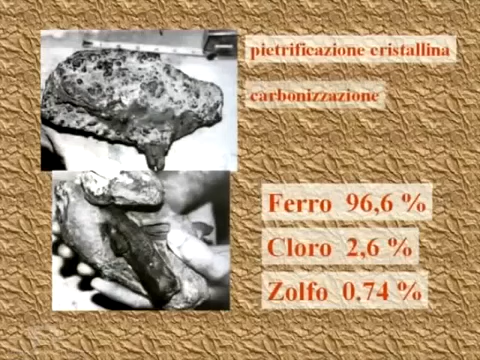 pietrificazione cristallina
carbonizzazione
Ferro 96,6 %
Cloro 2,6 %
Zolfo 0.74 %